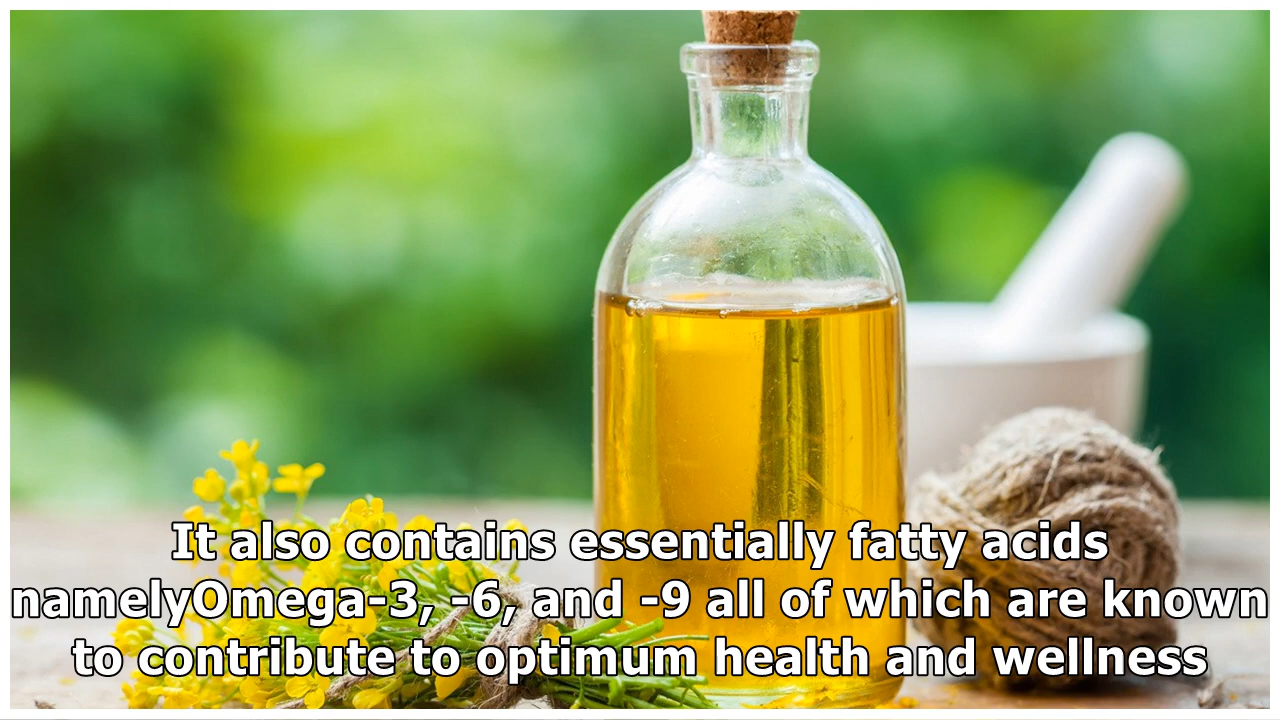 It also contains essentially fatty acids
namelyOmega-3, -6, and -9 all of which are known
to contribute to optimum health and wellness